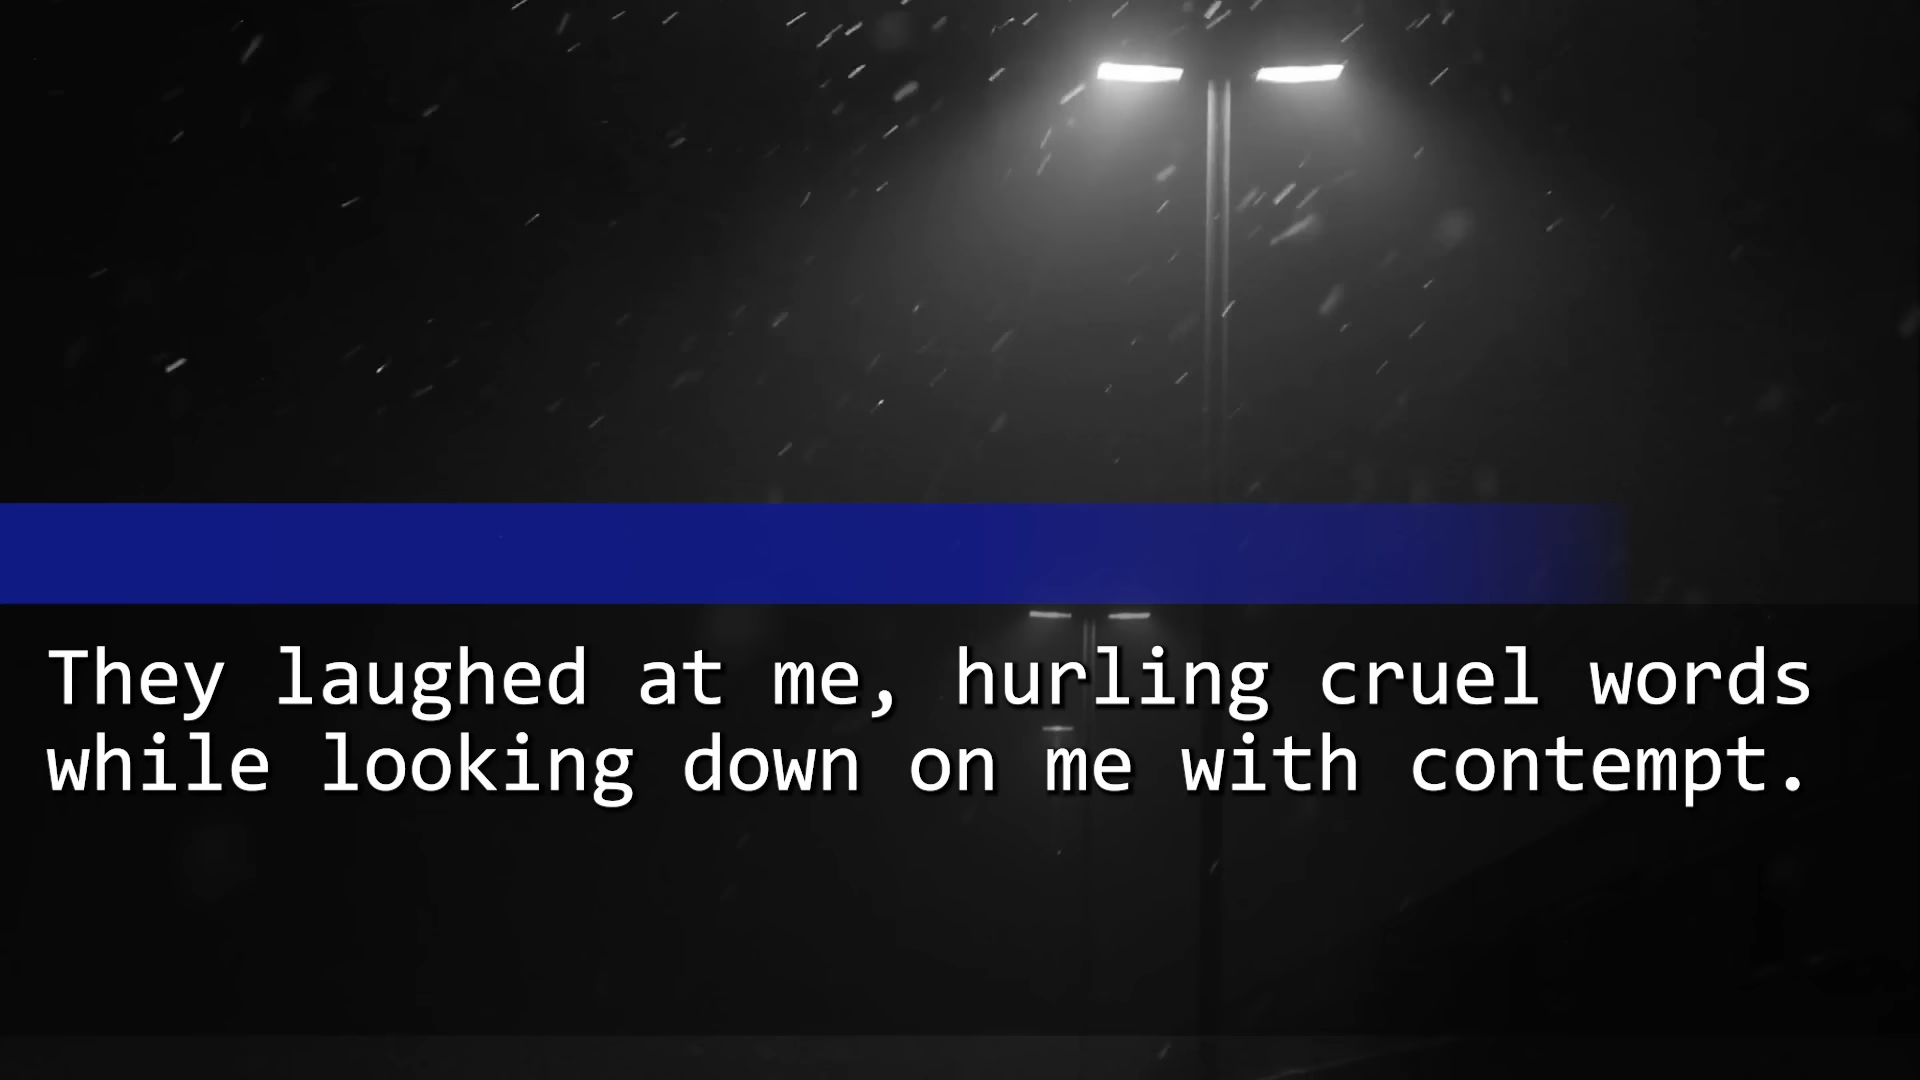 They laughed at me, hurling cruel words
while looking down on me with contempt.